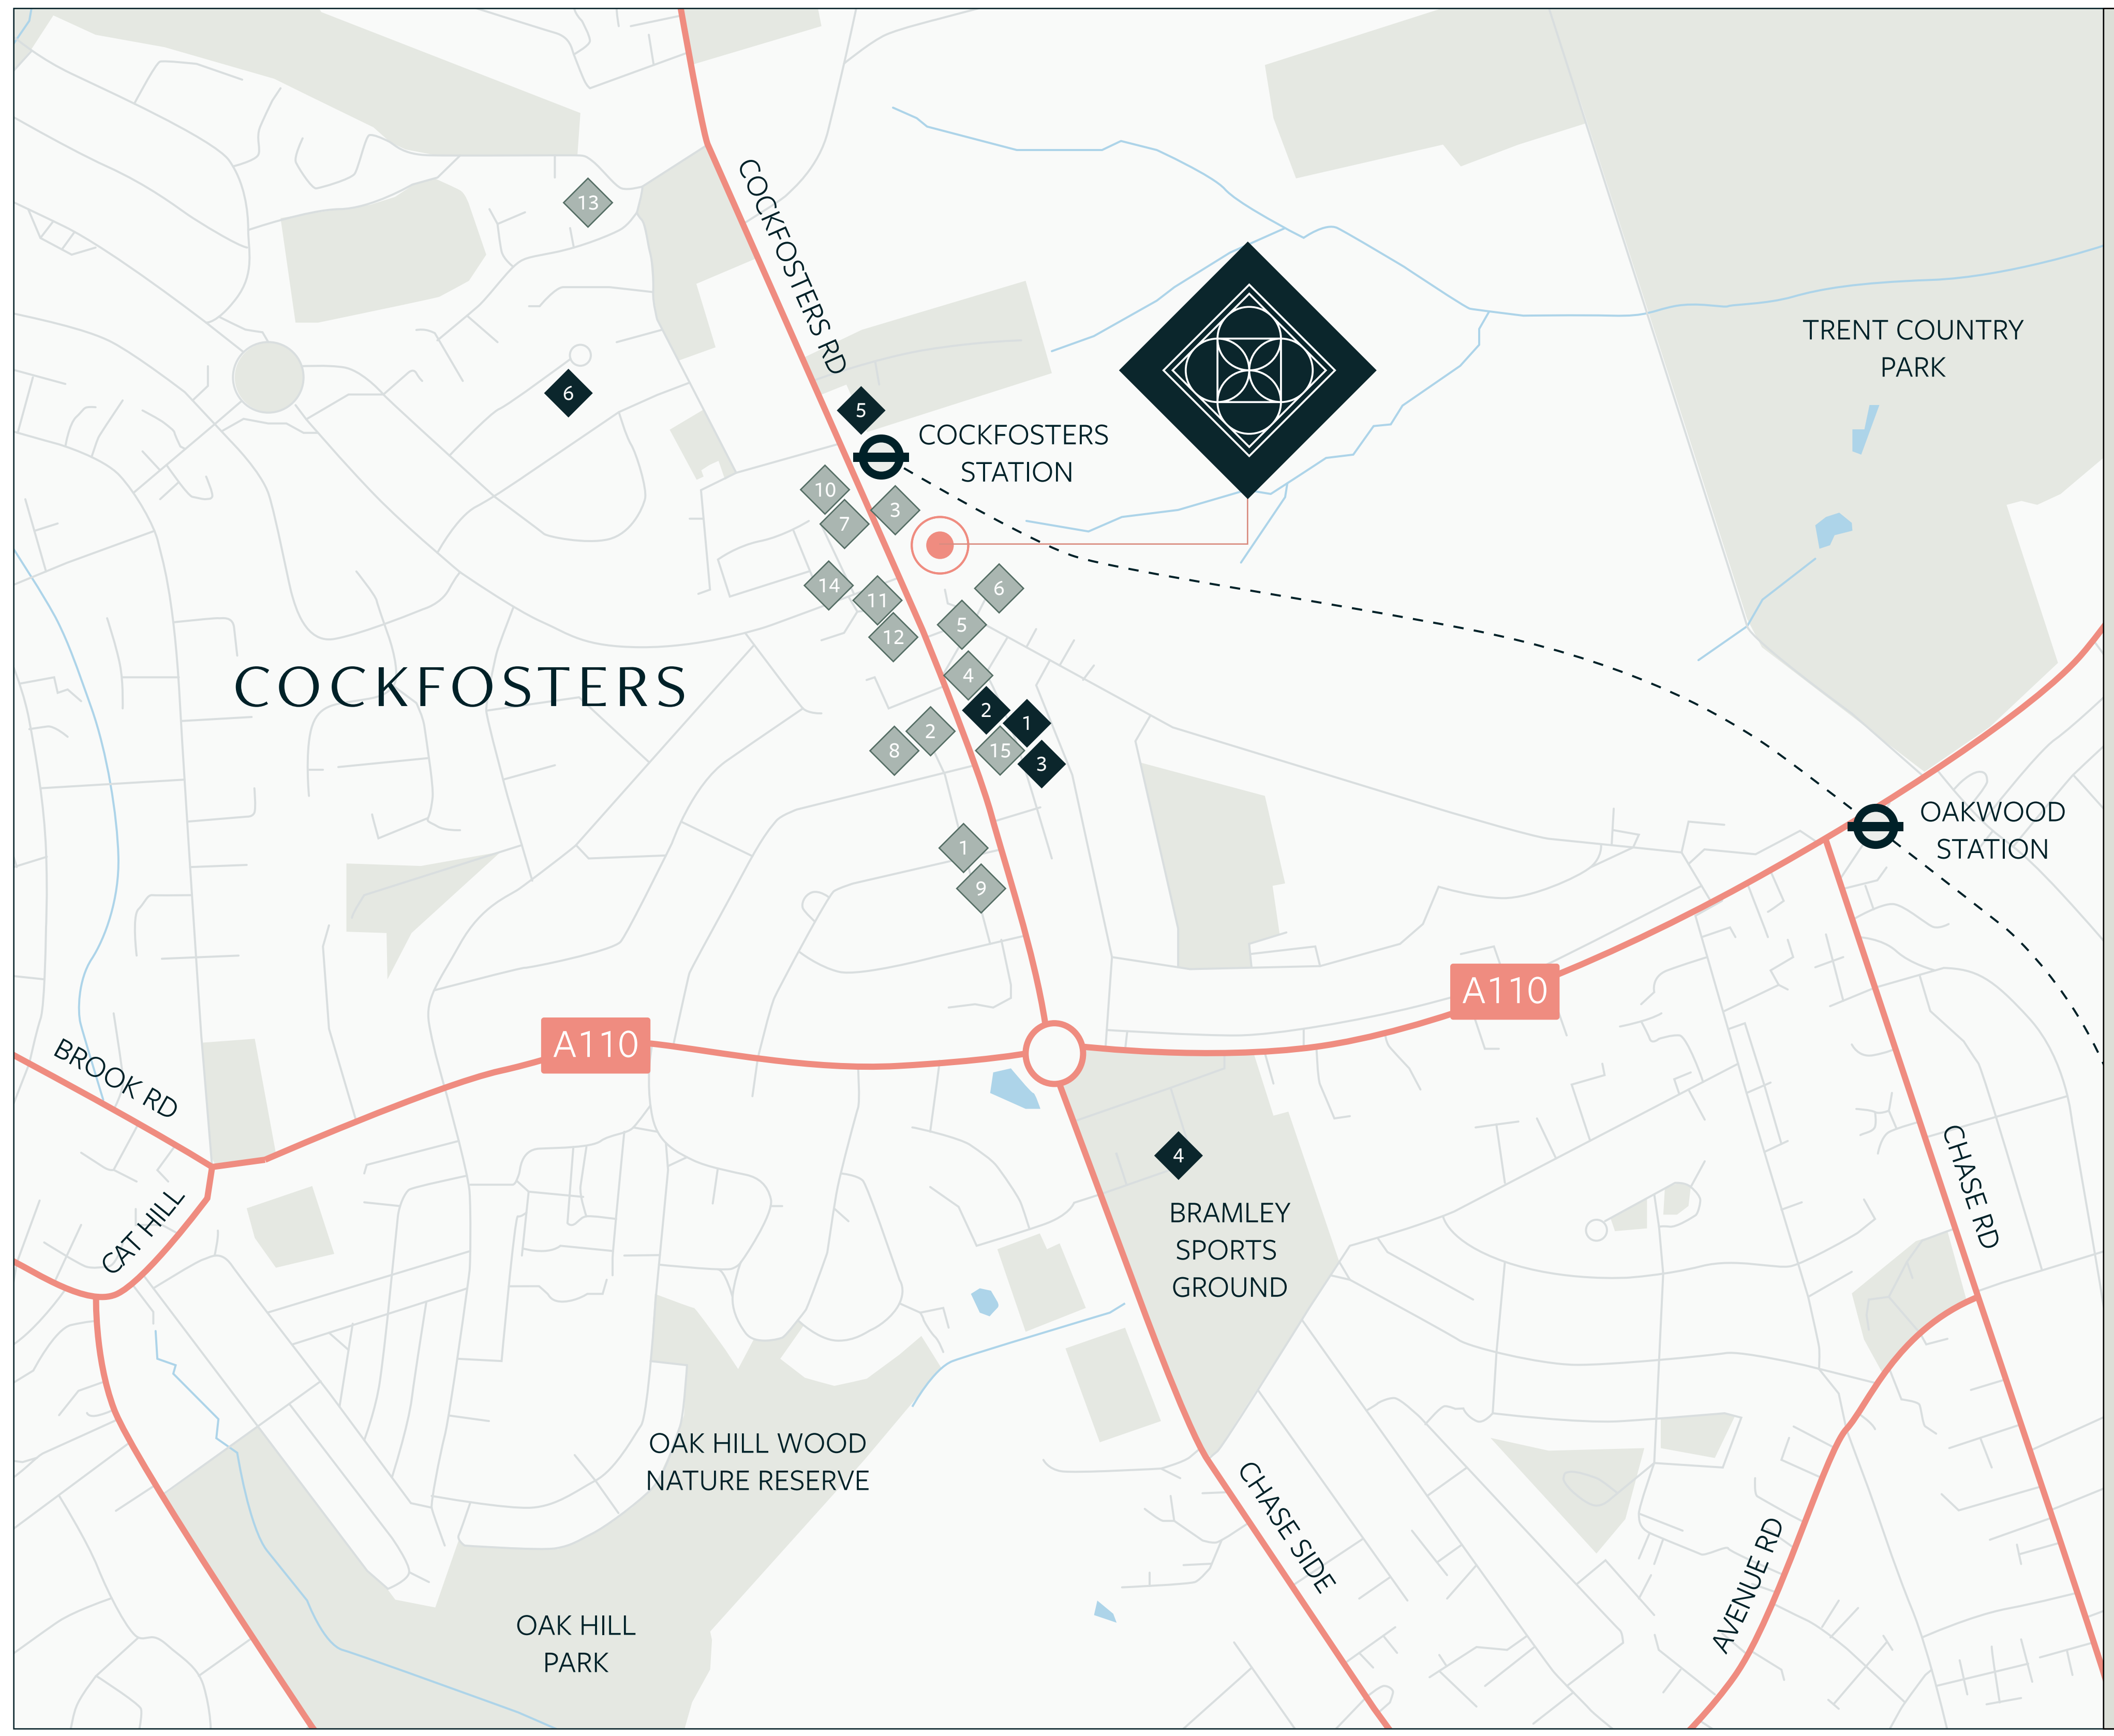 13
COCKFOSTERS RD
TRENT COUNTRY
PARK
6
5
COCKFOSTERS
STATION
10
3
7
14
11
6
12
5
COCKFOSTERS
4
2
1
2
8
15
3
OAKWOOD
STATION
1
9
A110
A110
BROOK RD
4
CHASE RD
CAT HILL
BRAMLEY
SPORTS
GROUND
OAK HILL WOOD
NATURE RESERVE
CHASE SIDE
AVENUE RD
OAK HILL
PARK